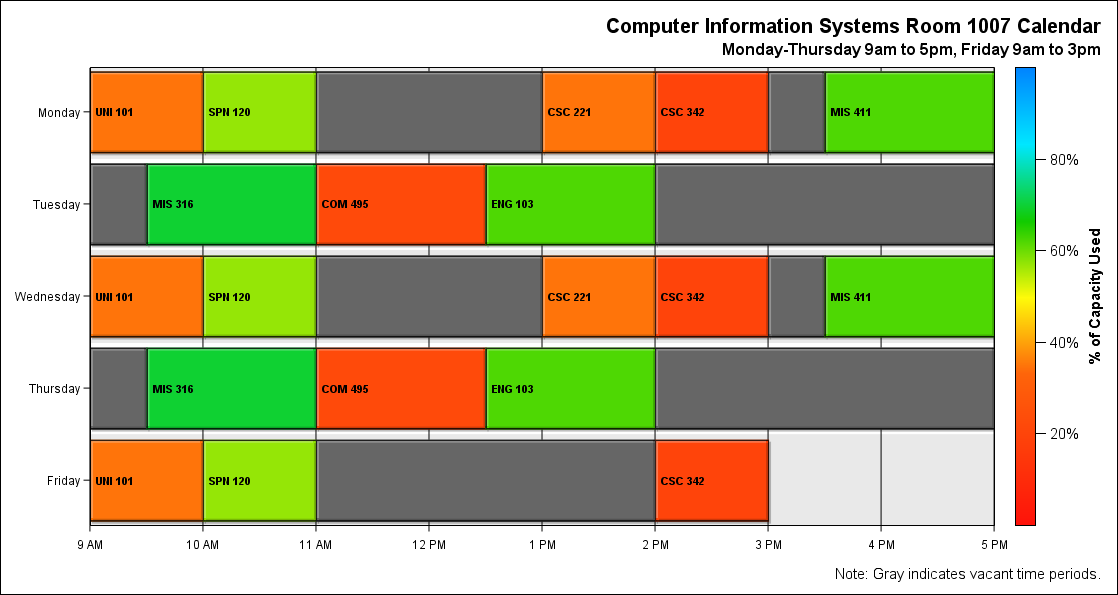 Computer Information Systems Room 1007 Calendar
Monday-Thursday 9am to 5pm, Friday 9am to 3pm
Monday UNI 101 SPN 120 CSC 221 CSC 342 MIS 411
80%
Tuesday MIS 316 COM 495 ENG 103
60%
% of Capacity Used
Wednesday UNI 101 SPN 120 CSC 221 CSC 342 MIS 411
40%
Thursday MIS 316 COM 495 ENG 103
20%
Friday UNI 101 SPN 120 CSC 342
9 AM 10 AM 11 AM 12 PM 1 PM 2 PM 3 PM 4 PM 5 PM
Note: Gray indicates vacant time periods.